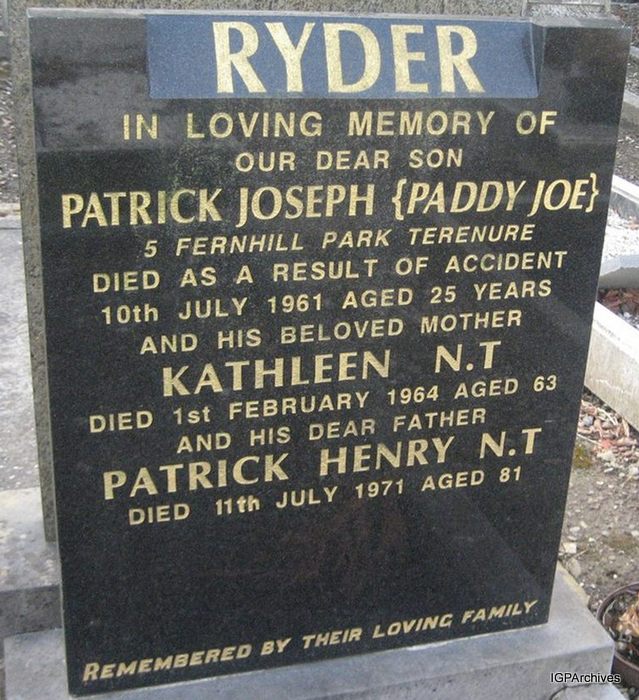 RYDER
IN LOVING MEMORY OF
OUR DEAR SON
PATRICK JOSEPH {PADDY JOE}
5 FERNHILL PARK TERENURE
DIED AS A RESULT OF ACCIDENT
10th JULY 1961 AGED 25 YEARS
AND HIS BELOVED MOTHER
KATHLEEN N.T
DIED 1st FEBRUARY 1964 AGED 63
AND HIS DEAR FATHER
PATRICK HENRY N.T
DIED 11th JULY 1971 AGED 81
REMEMBERED BY THEIR LOVING FAMILY
IGPArchives